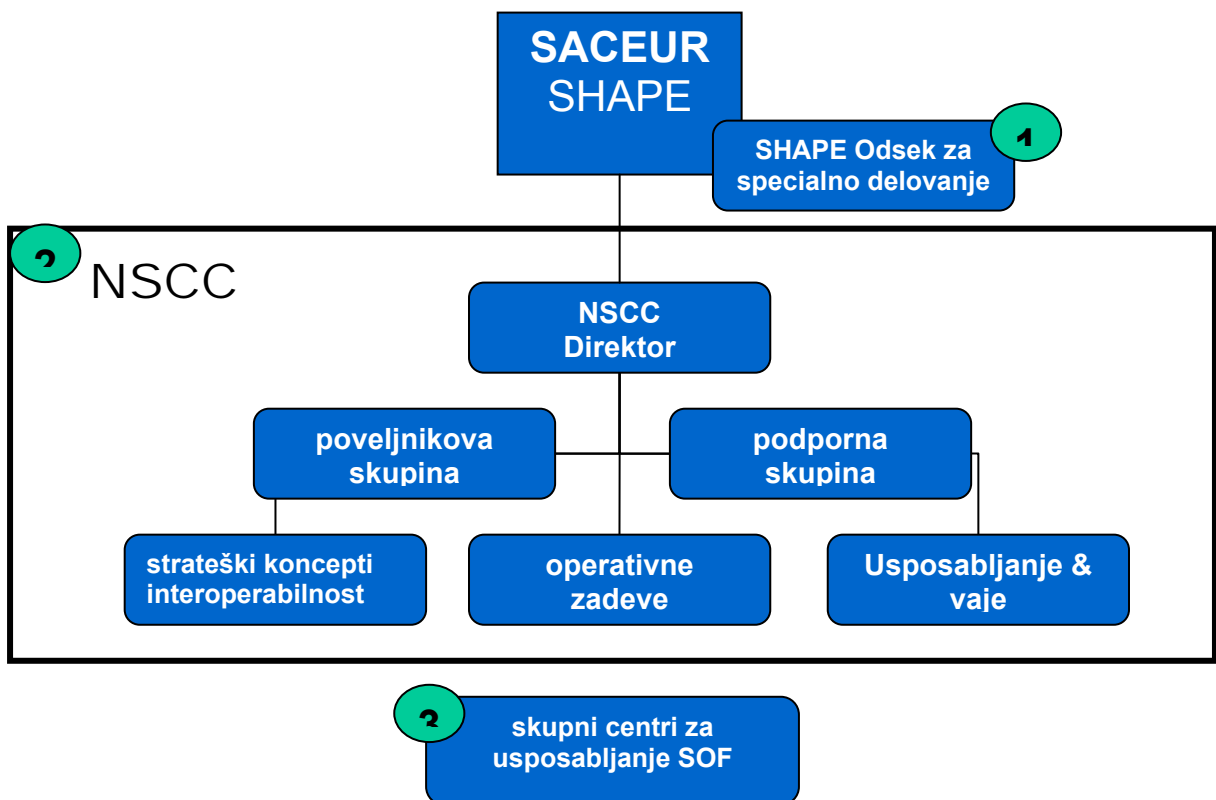 SACEUR
SHAPE
SHAPE Odsek za
specialno delovanje
1
2
NSCC
NSCC
Direktor
poveljnikova
skupina
podporna
skupina
strateški koncepti
interoperabilnost
operativne
zadeve
Usposabljanje &
vaje
3
skupni centri za
usposabljanje SOF